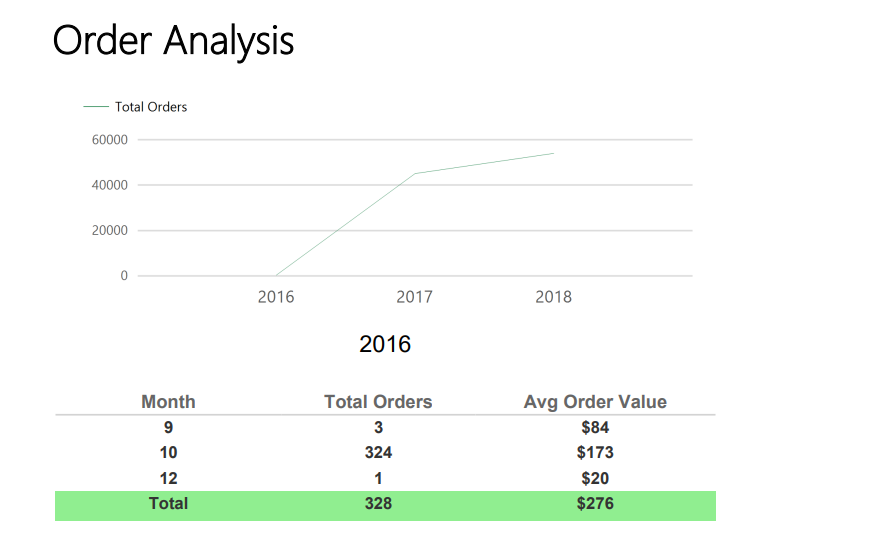 Order Analysis
Total Orders
60000
40000
20000
0
2016 2017 2018
2016
Month Total Orders Avg Order Value
9 3 $84
10 324 $173
12 1 $20
Total 328 $276